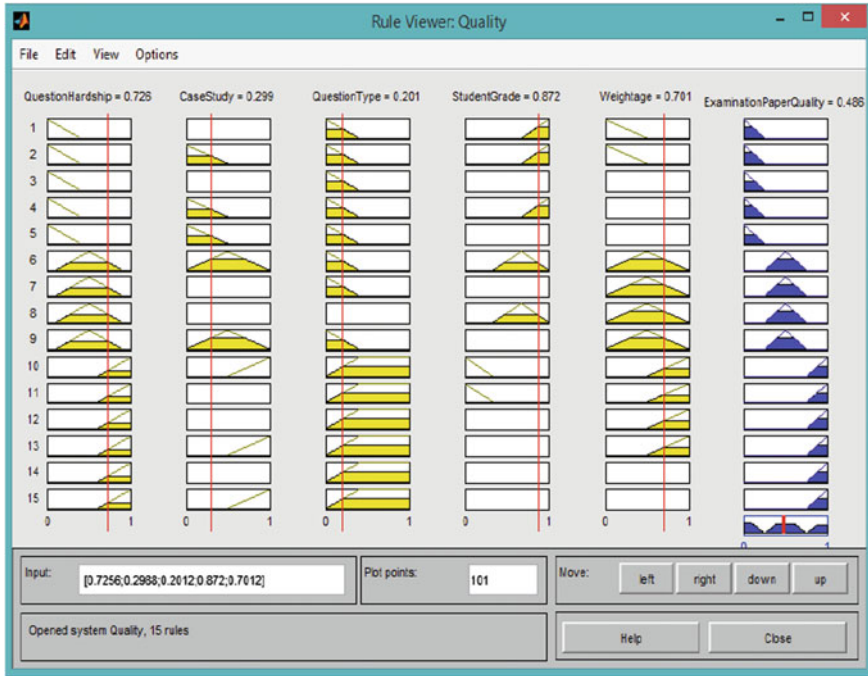 Rule Viewer: Quality
File Edit View Options
QuestionHardship = 0.726 CaseStudy = 0.299 QuestionType = 0.201 StudentGrade = 0.872 Weightage = 0.701 ExaminationPaperQuality = 0.486
1
2
3
4
5
6
7
8
9
10
11
12
13
14
15
0 1 0 1 0 1 0 1 0 1
0 1
Input: [0.7256;0.2988;0.2012;0.872;0.7012] Plot points: 101 Move: left right down up
Opened system Quality, 15 rules Help Close